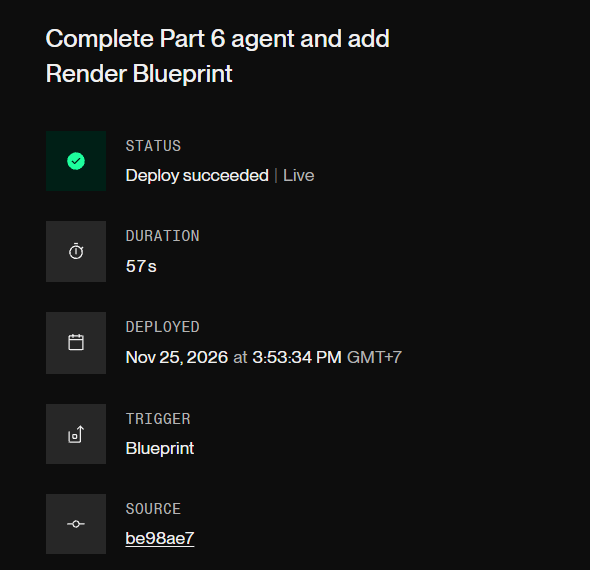 Complete Part 6 agent and add
Render Blueprint
STATUS
Deploy succeeded | Live
DURATION
57s
DEPLOYED
Nov 25, 2026 at 3:53:34 PM GMT+7
TRIGGER
Blueprint
SOURCE
be98ae7